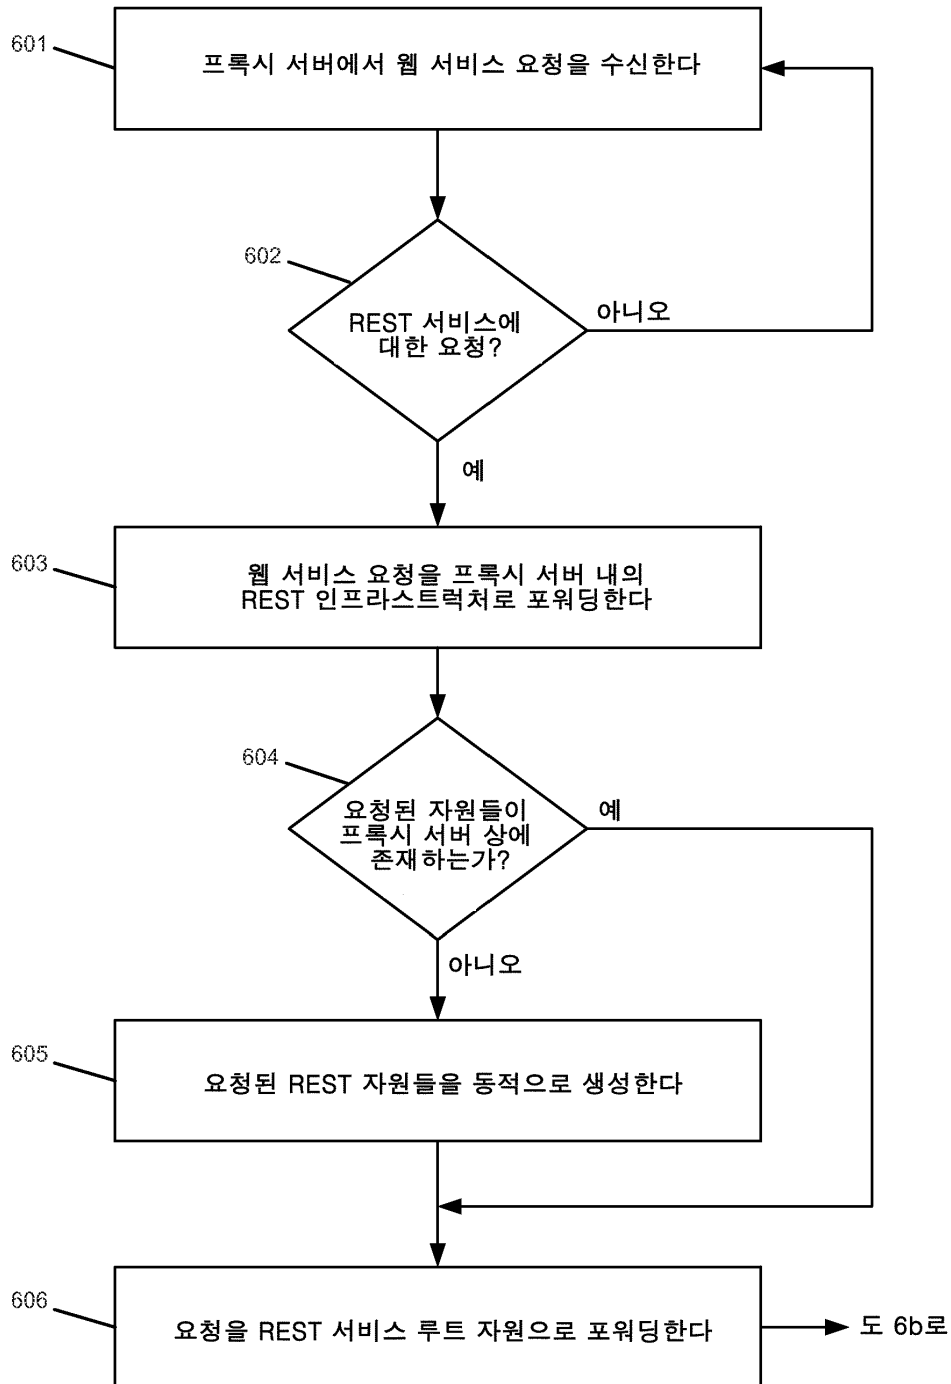 601
프록시 서버에서 웹 서비스 요청을 수신한다
602
REST 서비스에
대한 요청?
아니오
예
603
웹 서비스 요청을 프록시 서버 내의
REST 인프라스트럭처로 포워딩한다
604
요청된 자원들이
프록시 서버 상에
존재하는가?
예
아니오
605
요청된 REST 자원들을 동적으로 생성한다
606
요청을 REST 서비스 루트 자원으로 포워딩한다
도 6b로